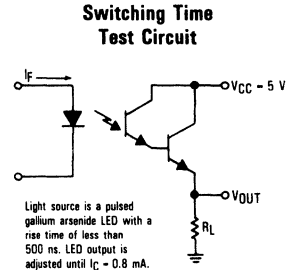 Switching Time
Test Circuit
IF
VCC - 5 V
VOUT
RL
Light source is a pulsed
gallium arsenide LED with a
rise time of less than
500 ns. LED output is
adjusted until IC - 0.8 mA.